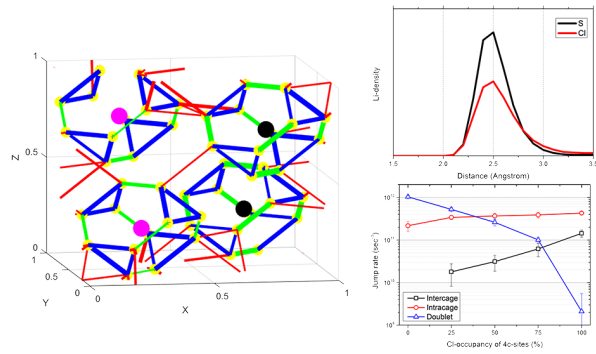 1
0.5
0
Z
1
0.5
0
Y
0
0.5
1
X
S
Cl
Li-density
1.5
2.0
2.5
3.0
3.5
Distance (Angstrom)
Jump rate (sec⁻¹)
Intercage
Intracage
Doublet
0
25
50
75
100
Cl-occupancy of 4c-sites (%)